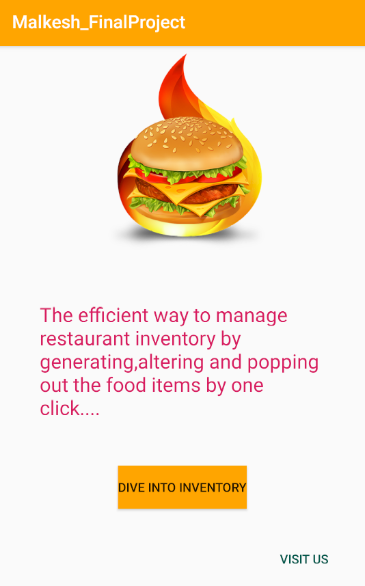 Malkesh_FinalProject
The efficient way to manage
restaurant inventory by
generating,altering and popping
out the food items by one
click....
DIVE INTO INVENTORY
VISIT US